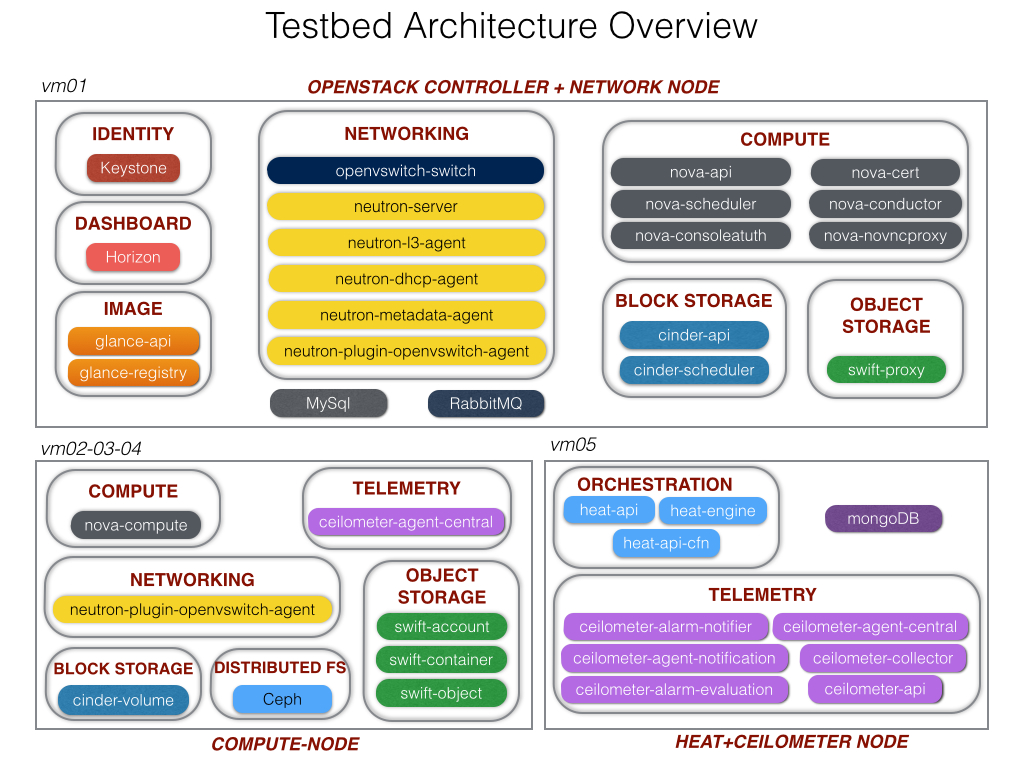 Testbed Architecture Overview
vm01
OPENSTACK CONTROLLER + NETWORK NODE
IDENTITY
Keystone
DASHBOARD
Horizon
IMAGE
glance-api
glance-registry
NETWORKING
openvswitch-switch
neutron-server
neutron-l3-agent
neutron-dhcp-agent
neutron-metadata-agent
neutron-plugin-openvswitch-agent
MySql
RabbitMQ
COMPUTE
nova-api
nova-cert
nova-scheduler
nova-conductor
nova-consoleatuth
nova-novncproxy
BLOCK STORAGE
cinder-api
cinder-scheduler
OBJECT
STORAGE
swift-proxy
vm02-03-04
COMPUTE
nova-compute
TELEMETRY
ceilometer-agent-central
NETWORKING
neutron-plugin-openvswitch-agent
BLOCK STORAGE
cinder-volume
DISTRIBUTED FS
Ceph
OBJECT
STORAGE
swift-account
swift-container
swift-object
COMPUTE-NODE
vm05
ORCHESTRATION
heat-api
heat-engine
heat-api-cfn
mongoDB
TELEMETRY
ceilometer-alarm-notifier
ceilometer-agent-central
ceilometer-agent-notification
ceilometer-collector
ceilometer-alarm-evaluation
ceilometer-api
HEAT+CEILOMETER NODE